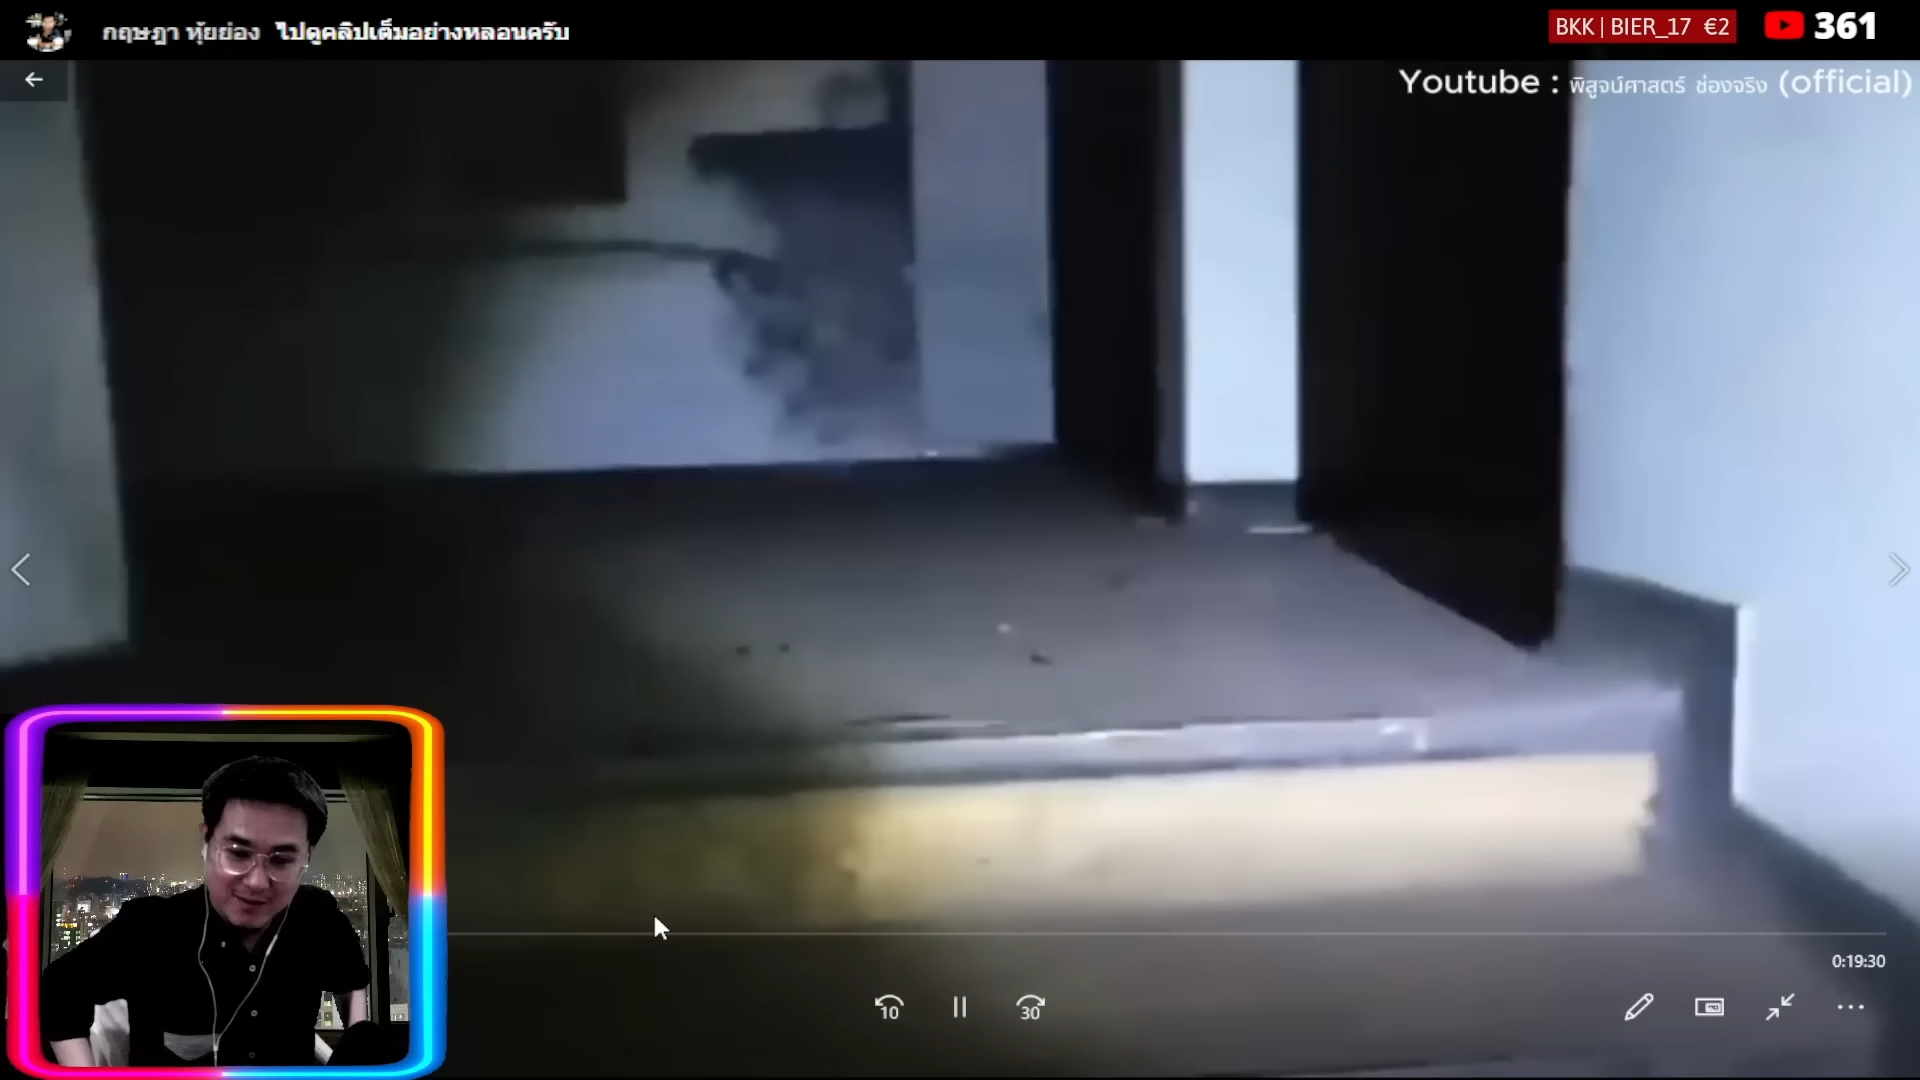 กฤษฎา หุ้ยย่อง ไปดูคลิปเต็มอย่างหลอนครับ
BKK | BIER_17 €2
361
Youtube : พิสูจน์ศาสตร์ ช่องจริง (official)
0:19:30
10
30